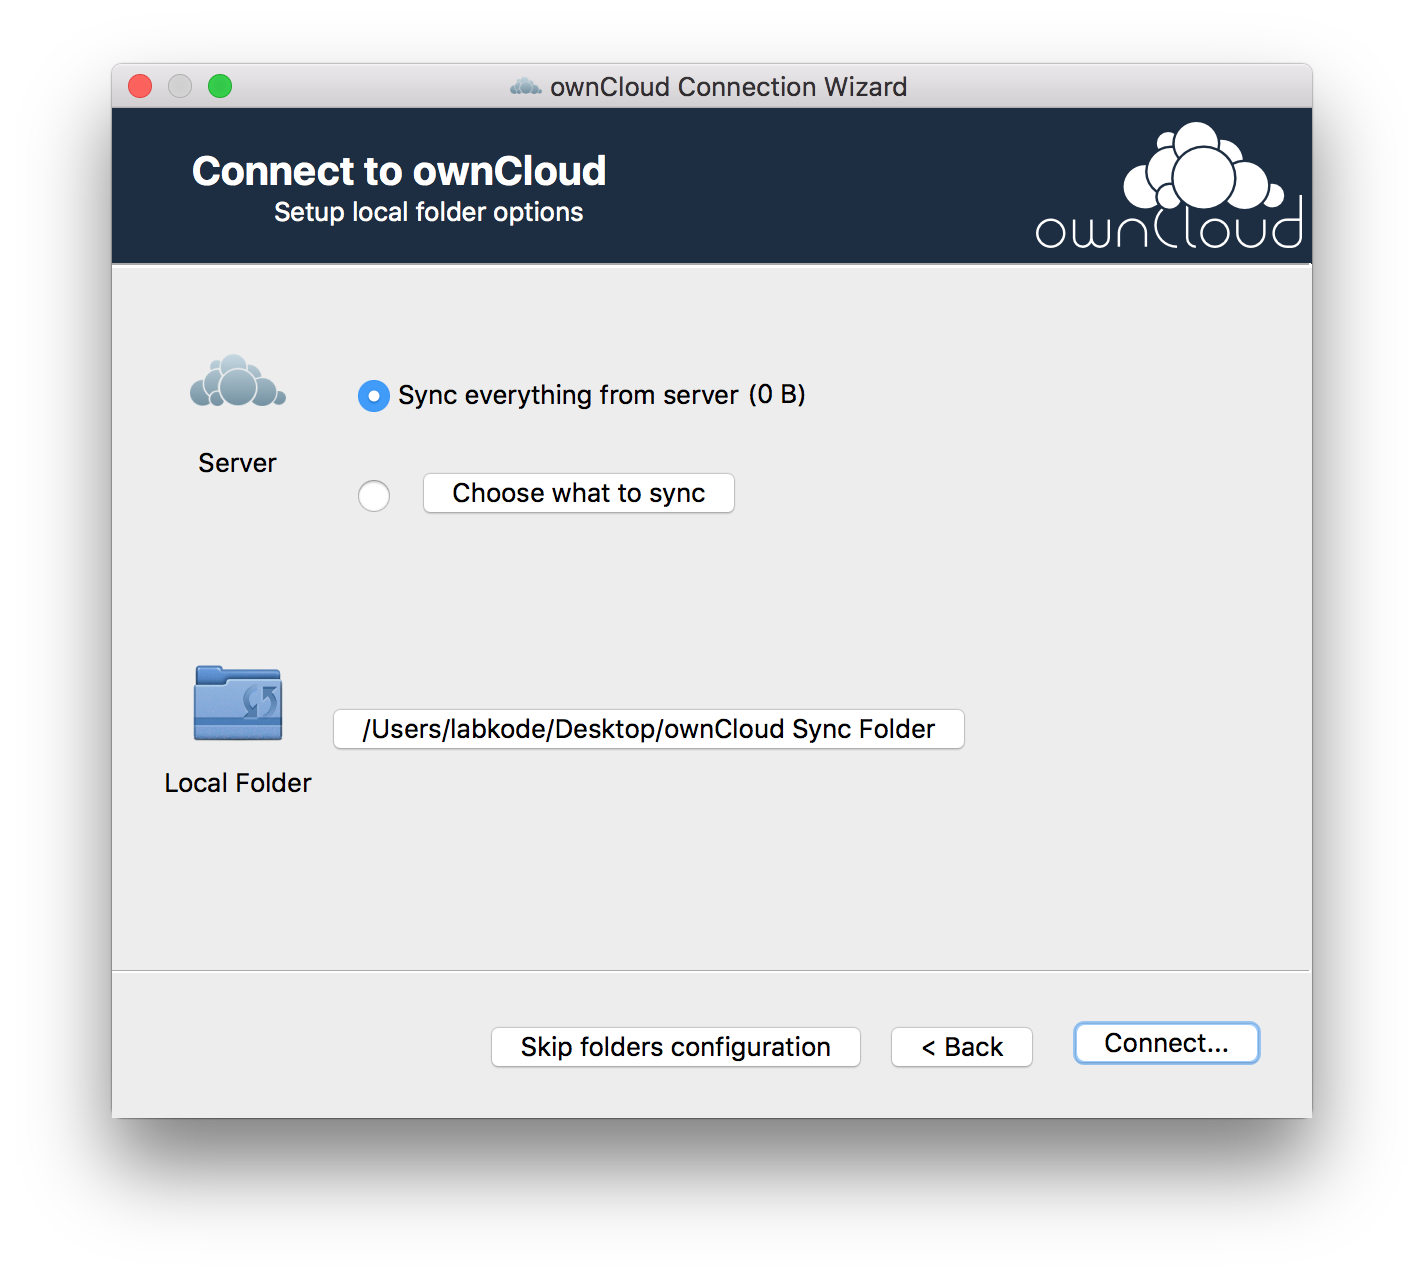 ownCloud Connection Wizard
Connect to ownCloud
Setup local folder options
ownCloud
Sync everything from server (0 B)
Server
Choose what to sync
/Users/labkode/Desktop/ownCloud Sync Folder
Local Folder
Skip folders configuration
< Back
Connect...